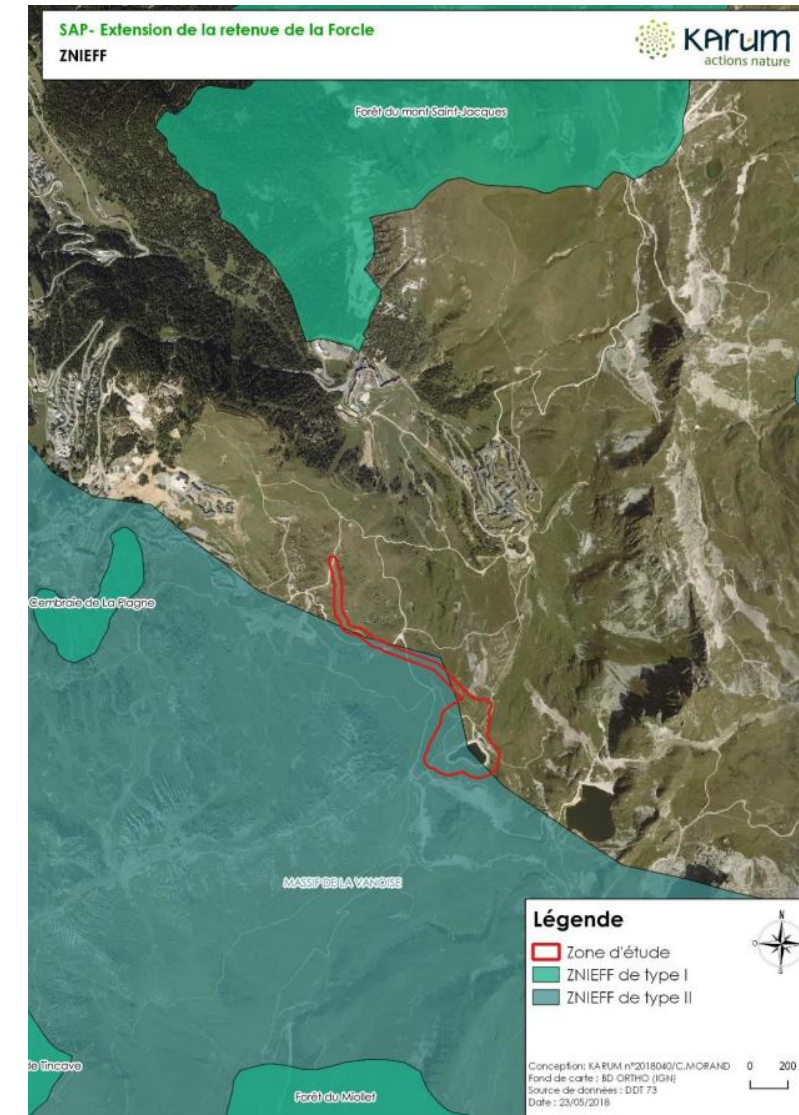 SAP- Extension de la retenue de la Forcle
ZNIEFF
KArum
actions nature
Forêt du mont Saint-Jacques
Cembraie de La Plagne
MASSIF DE LA VANOISE
de Tincave
Forêt du Miollet
Légende
Zone d'étude
ZNIEFF de type I
ZNIEFF de type II
N
O
S
Conception: KARUM n°2018040/C.MORAND
Fond de carte : BD ORTHO (IGN)
Source de données : DDT 73
Date : 23/05/2018
0 200